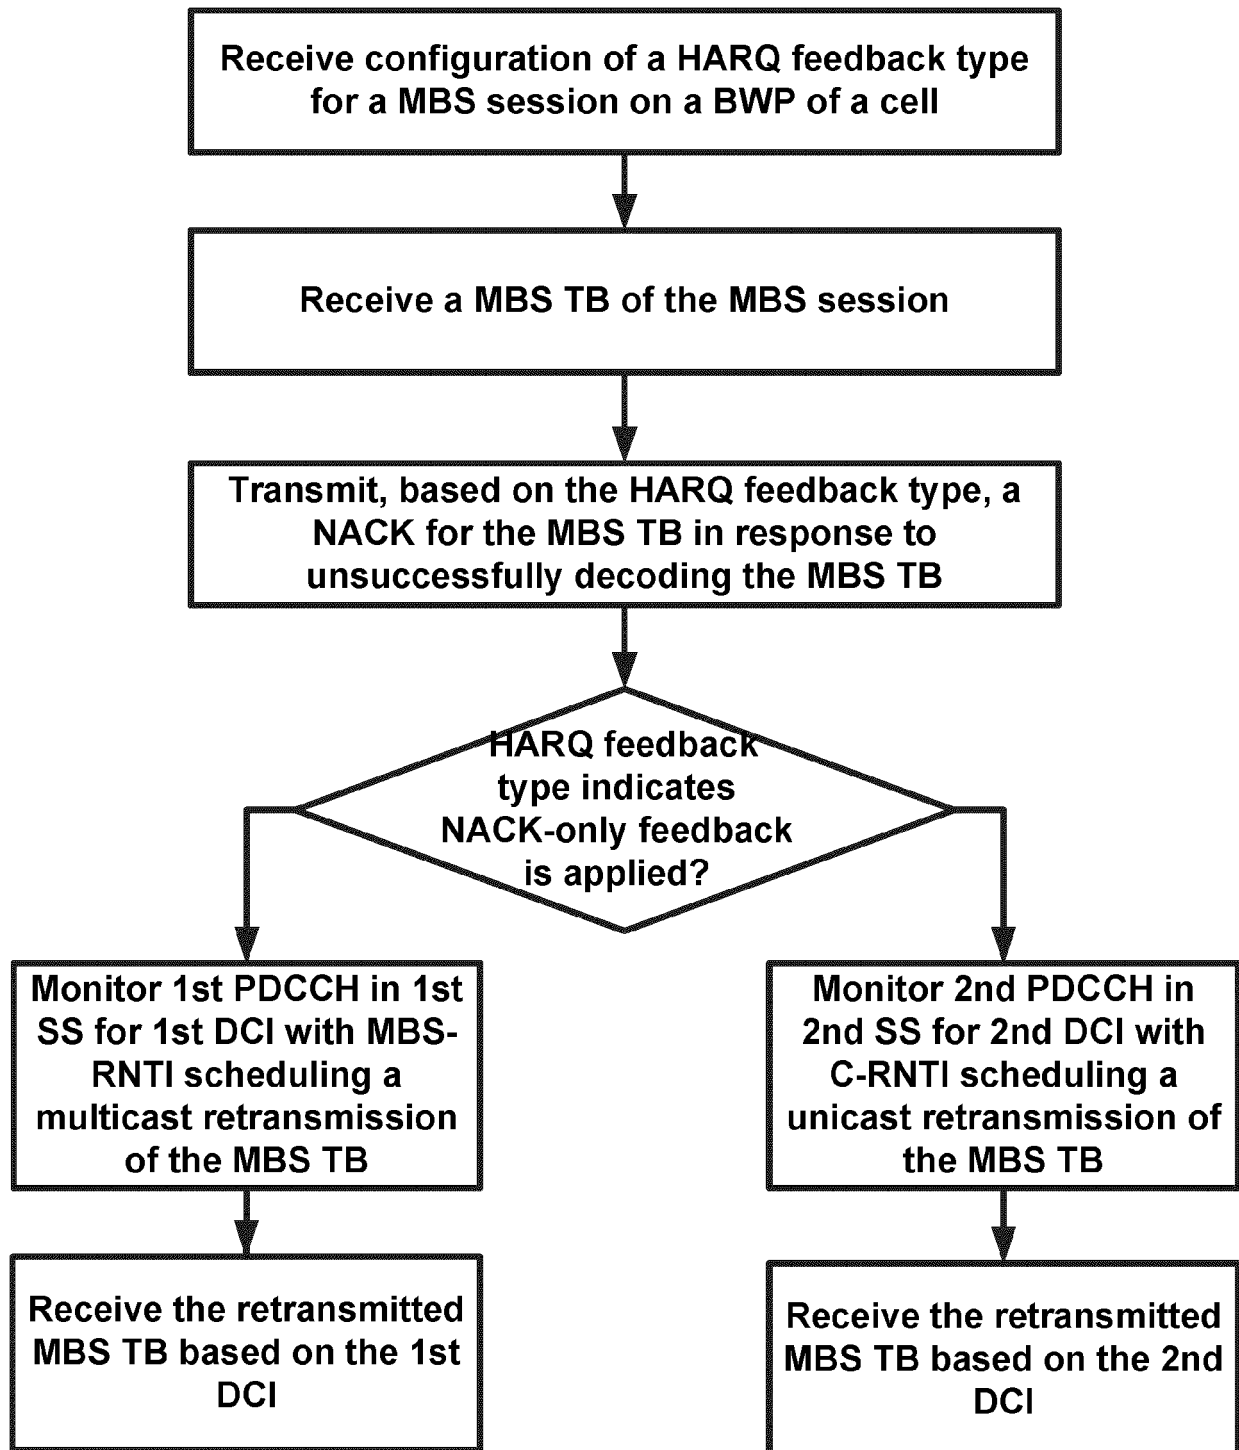 Receive configuration of a HARQ feedback type
for a MBS session on a BWP of a cell
Receive a MBS TB of the MBS session
Transmit, based on the HARQ feedback type, a
NACK for the MBS TB in response to
unsuccessfully decoding the MBS TB
HARQ feedback
type indicates
NACK-only feedback
is applied?
Monitor 1st PDCCH in 1st
SS for 1st DCI with MBS-
RNTI scheduling a
multicast retransmission
of the MBS TB
Monitor 2nd PDCCH in
2nd SS for 2nd DCI with
C-RNTI scheduling a
unicast retransmission of
the MBS TB
Receive the retransmitted
MBS TB based on the 1st
DCI
Receive the retransmitted
MBS TB based on the 2nd
DCI